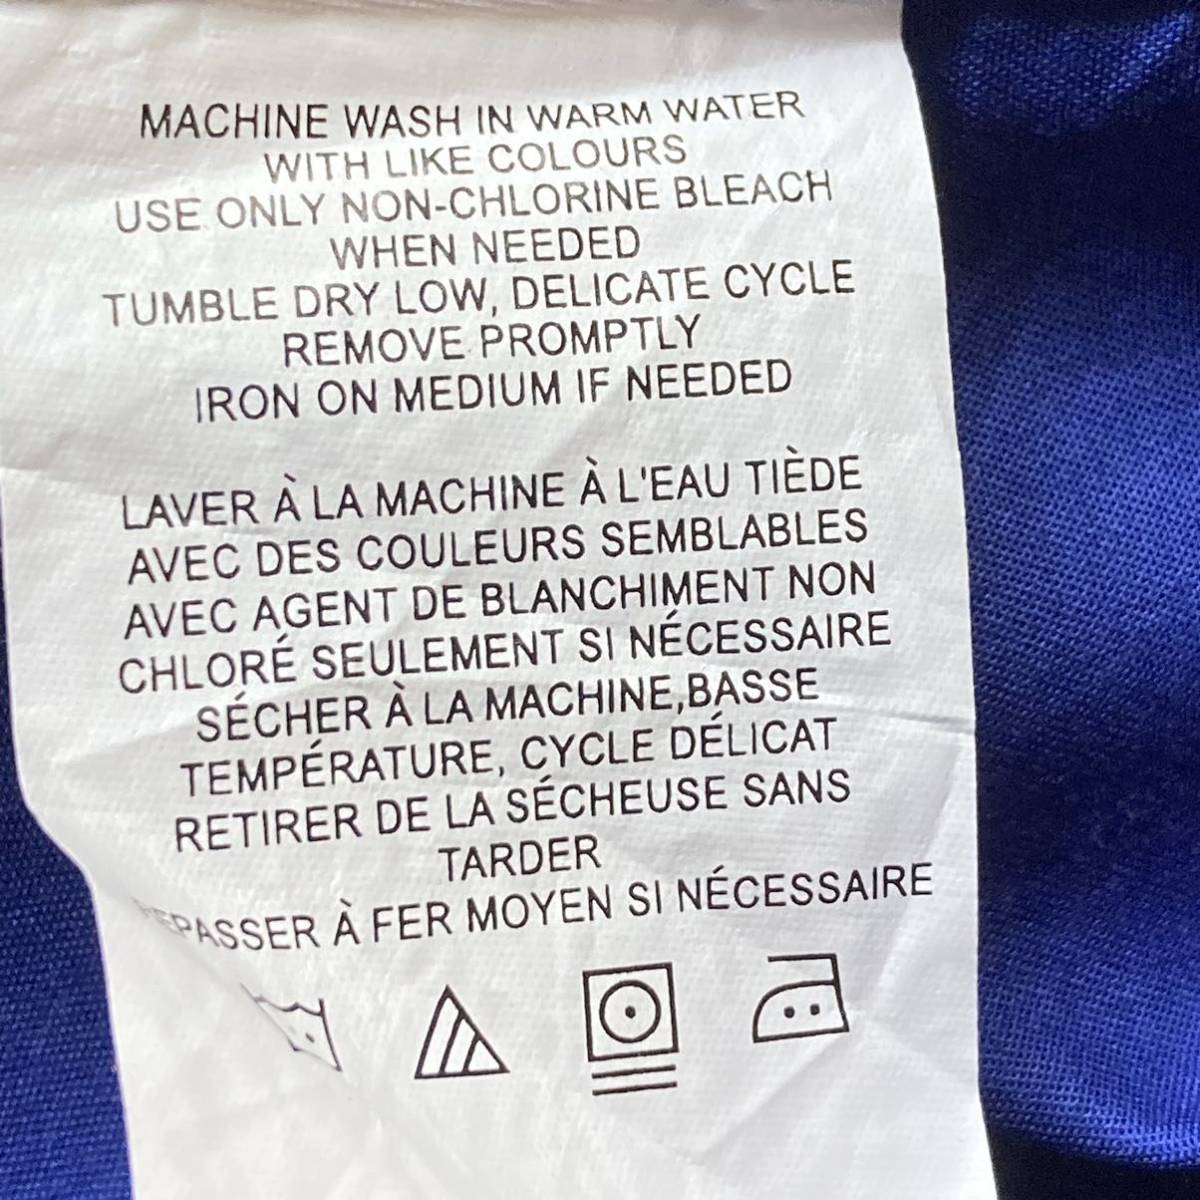 MACHINE WASH IN WARM WATER
WITH LIKE COLOURS
USE ONLY NON-CHLORINE BLEACH
WHEN NEEDED
TUMBLE DRY LOW, DELICATE CYCLE
REMOVE PROMPTLY
IRON ON MEDIUM IF NEEDED
LAVER À LA MACHINE À L'EAU TIÈDE
AVEC DES COULEURS SEMBLABLES
AVEC AGENT DE BLANCHIMENT NON
CHLORÉ SEULEMENT SI NÉCESSAIRE
SÉCHER À LA MACHINE,BASSE
TEMPÉRATURE, CYCLE DÉLICAT
RETIRER DE LA SÉCHEUSE SANS
TARDER
REPASSER À FER MOYEN SI NÉCESSAIRE